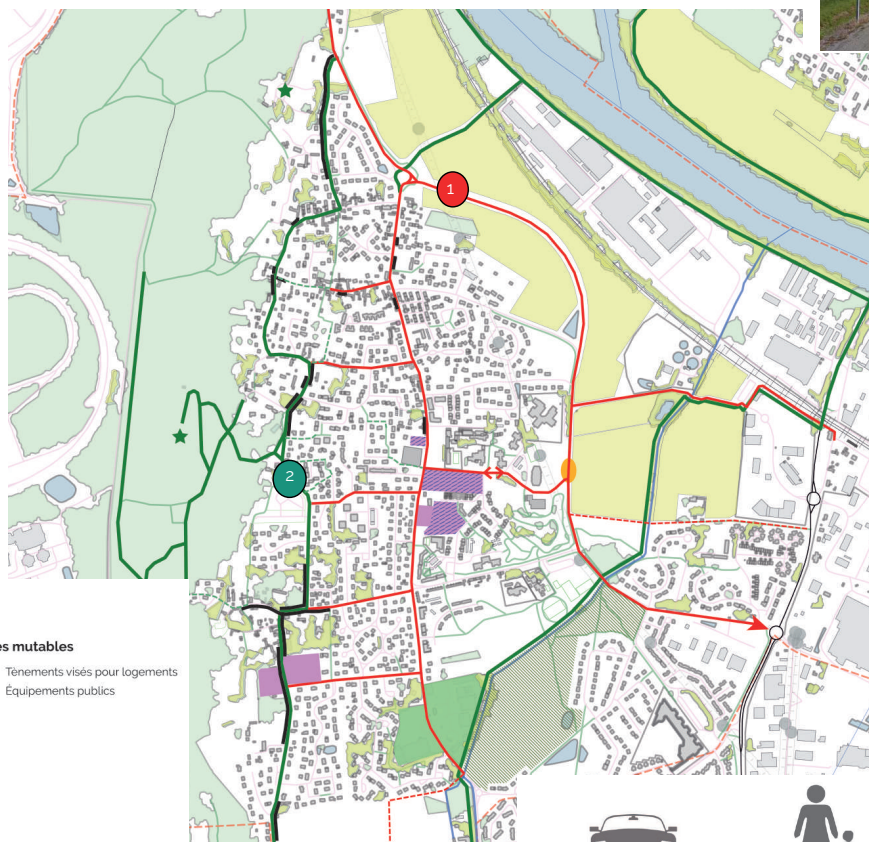 1
2
es mutables
Tènements visés pour logements
Équipements publics